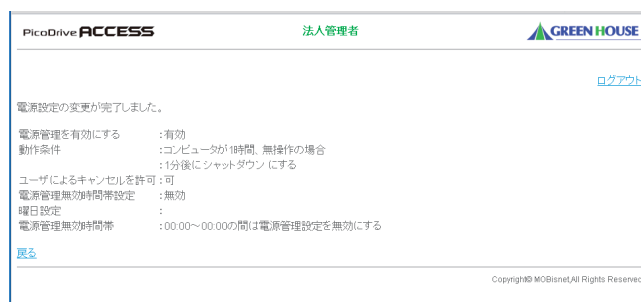 PicoDrive ACCESS 法人管理者 GREEN HOUSE
ログアウト
電源設定の変更が完了しました。
電源管理を有効にする :有効
動作条件 :コンピュータが1時間、無操作の場合
:1分後にシャットダウン にする
ユーザによるキャンセルを許可:可
電源管理無効時間帯設定 :無効
曜日設定 :
電源管理無効時間帯 :00:00～00:00の間は電源管理設定を無効にする
戻る
Copyright© MOBisnet,All Rights Reserved